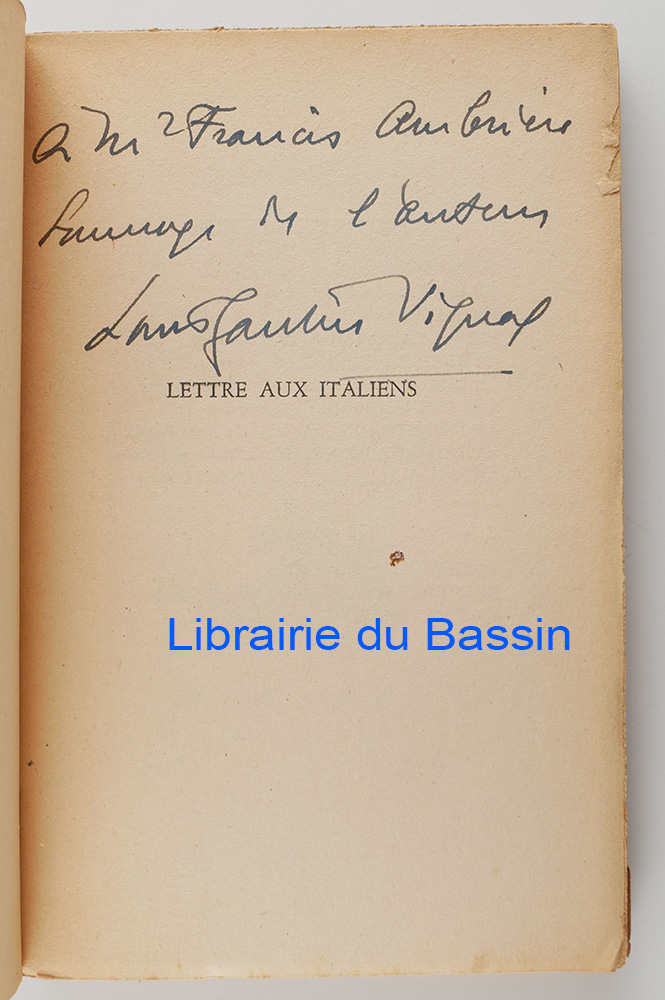 A Mr Francis Ambrière
hommage de l'auteur
Louis Gautier Vignal
LETTRE AUX ITALIENS
Librairie du Bassin